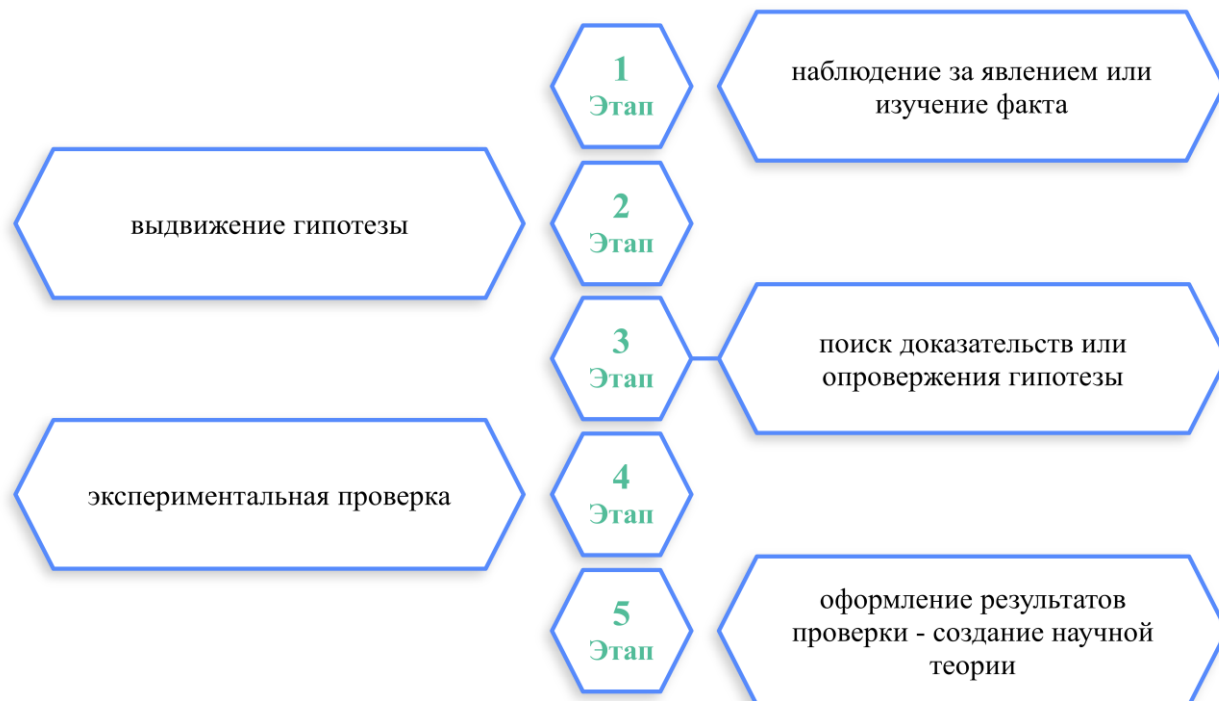 1
Этап
наблюдение за явлением или
изучение факта
2
Этап
выдвижение гипотезы
3
Этап
поиск доказательств или
опровержения гипотезы
4
Этап
экспериментальная проверка
5
Этап
оформление результатов
проверки - создание научной
теории